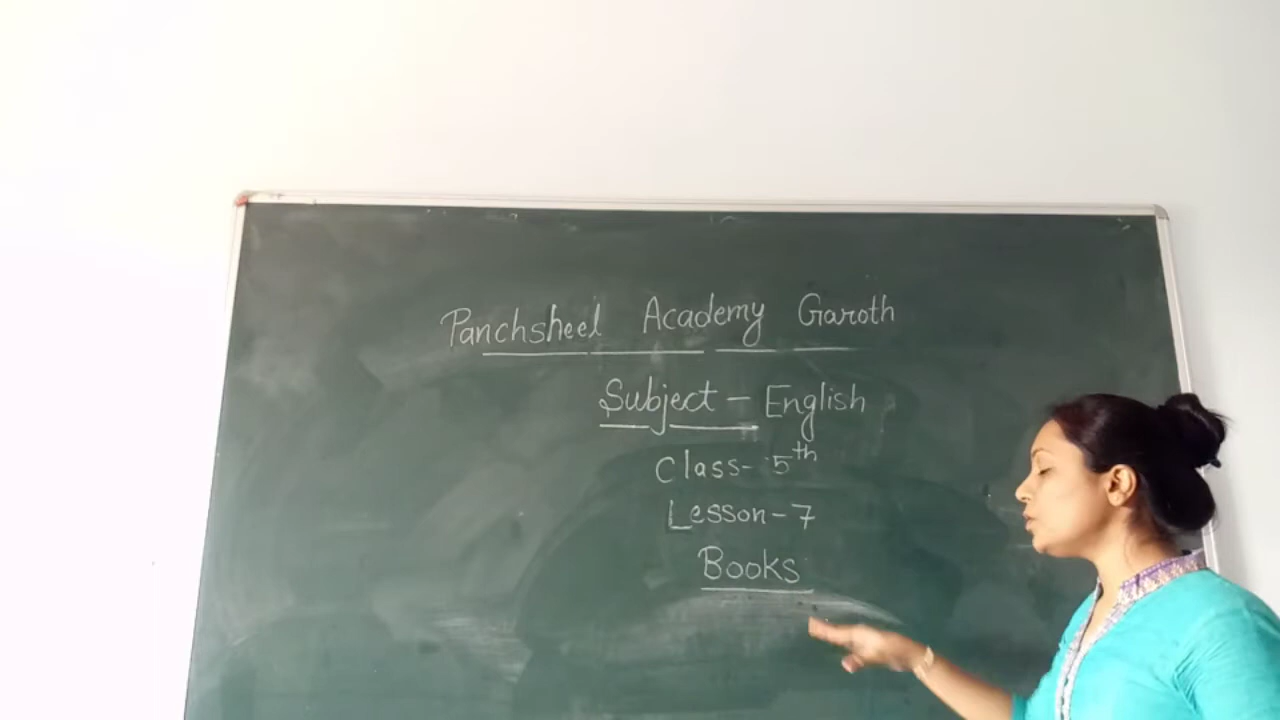 Panchsheel Academy Garoth
Subject - English
Class- 5th
Lesson-7
Books